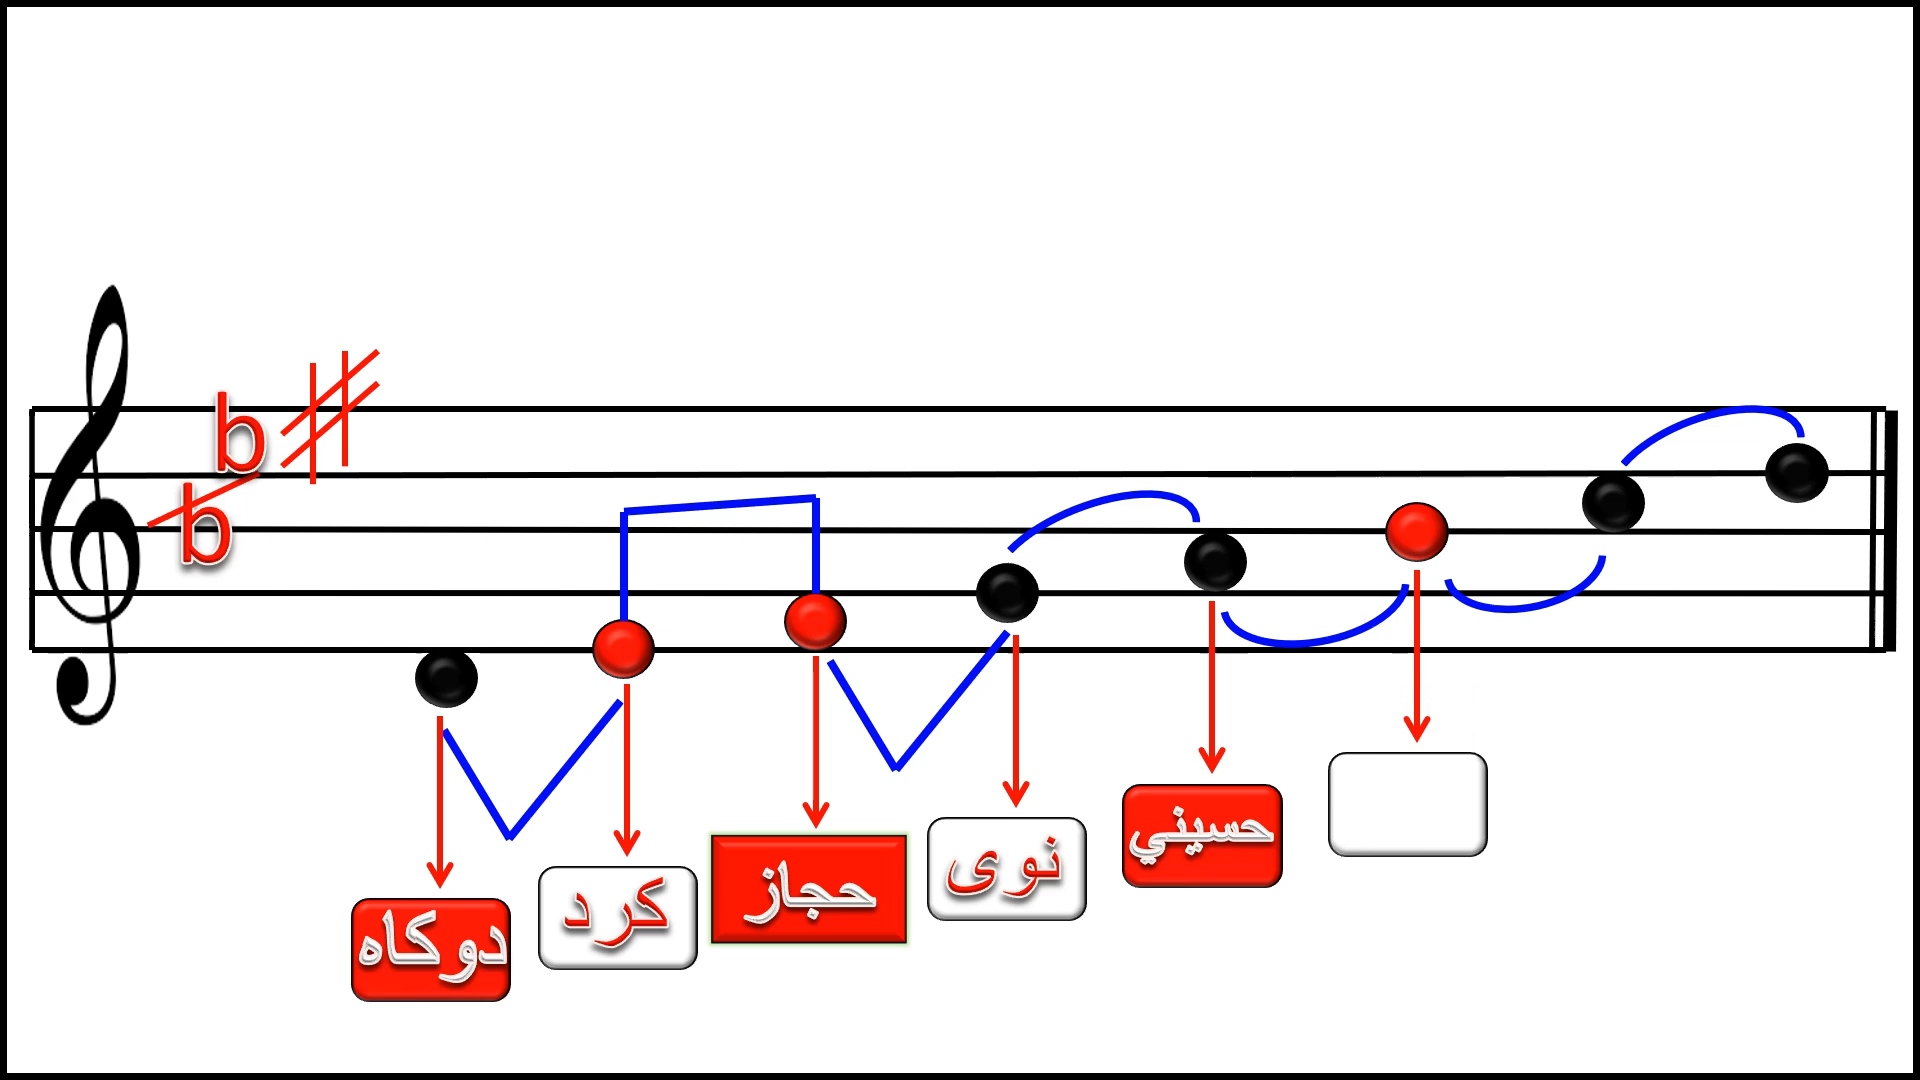 b
b
دوكاه
كرد
حجاز
نوى
حسيني